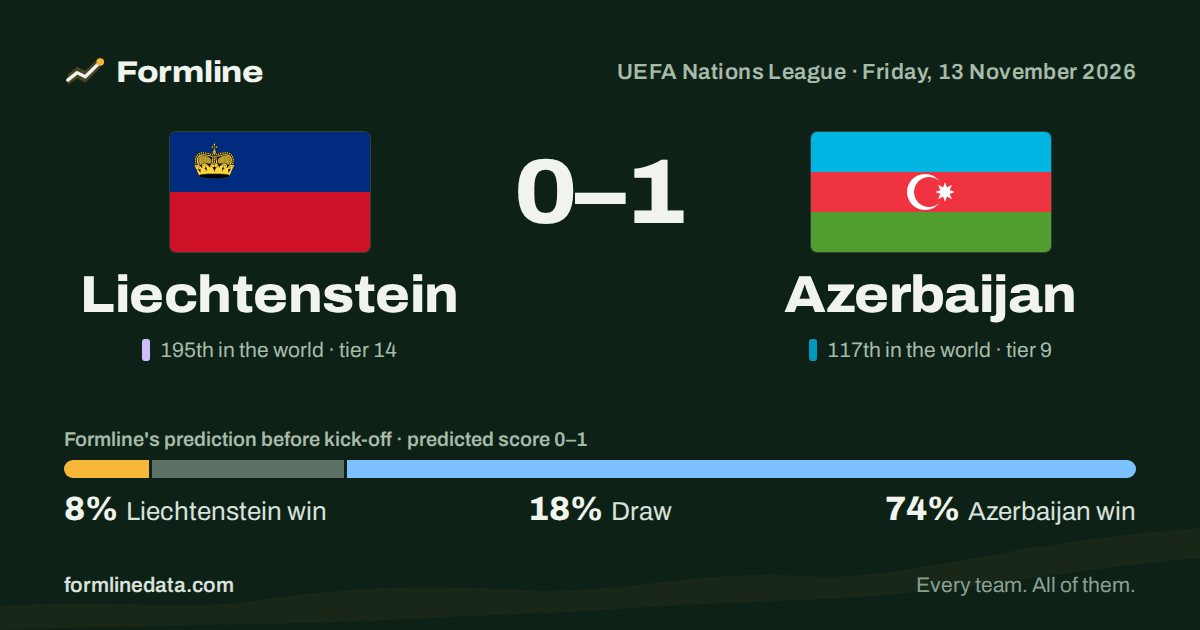 Formline
UEFA Nations League · Friday, 13 November 2026
0–1
Liechtenstein
195th in the world · tier 14
Azerbaijan
117th in the world · tier 9
Formline's prediction before kick-off · predicted score 0–1
8% Liechtenstein win
18% Draw
74% Azerbaijan win
formlinedata.com
Every team. All of them.